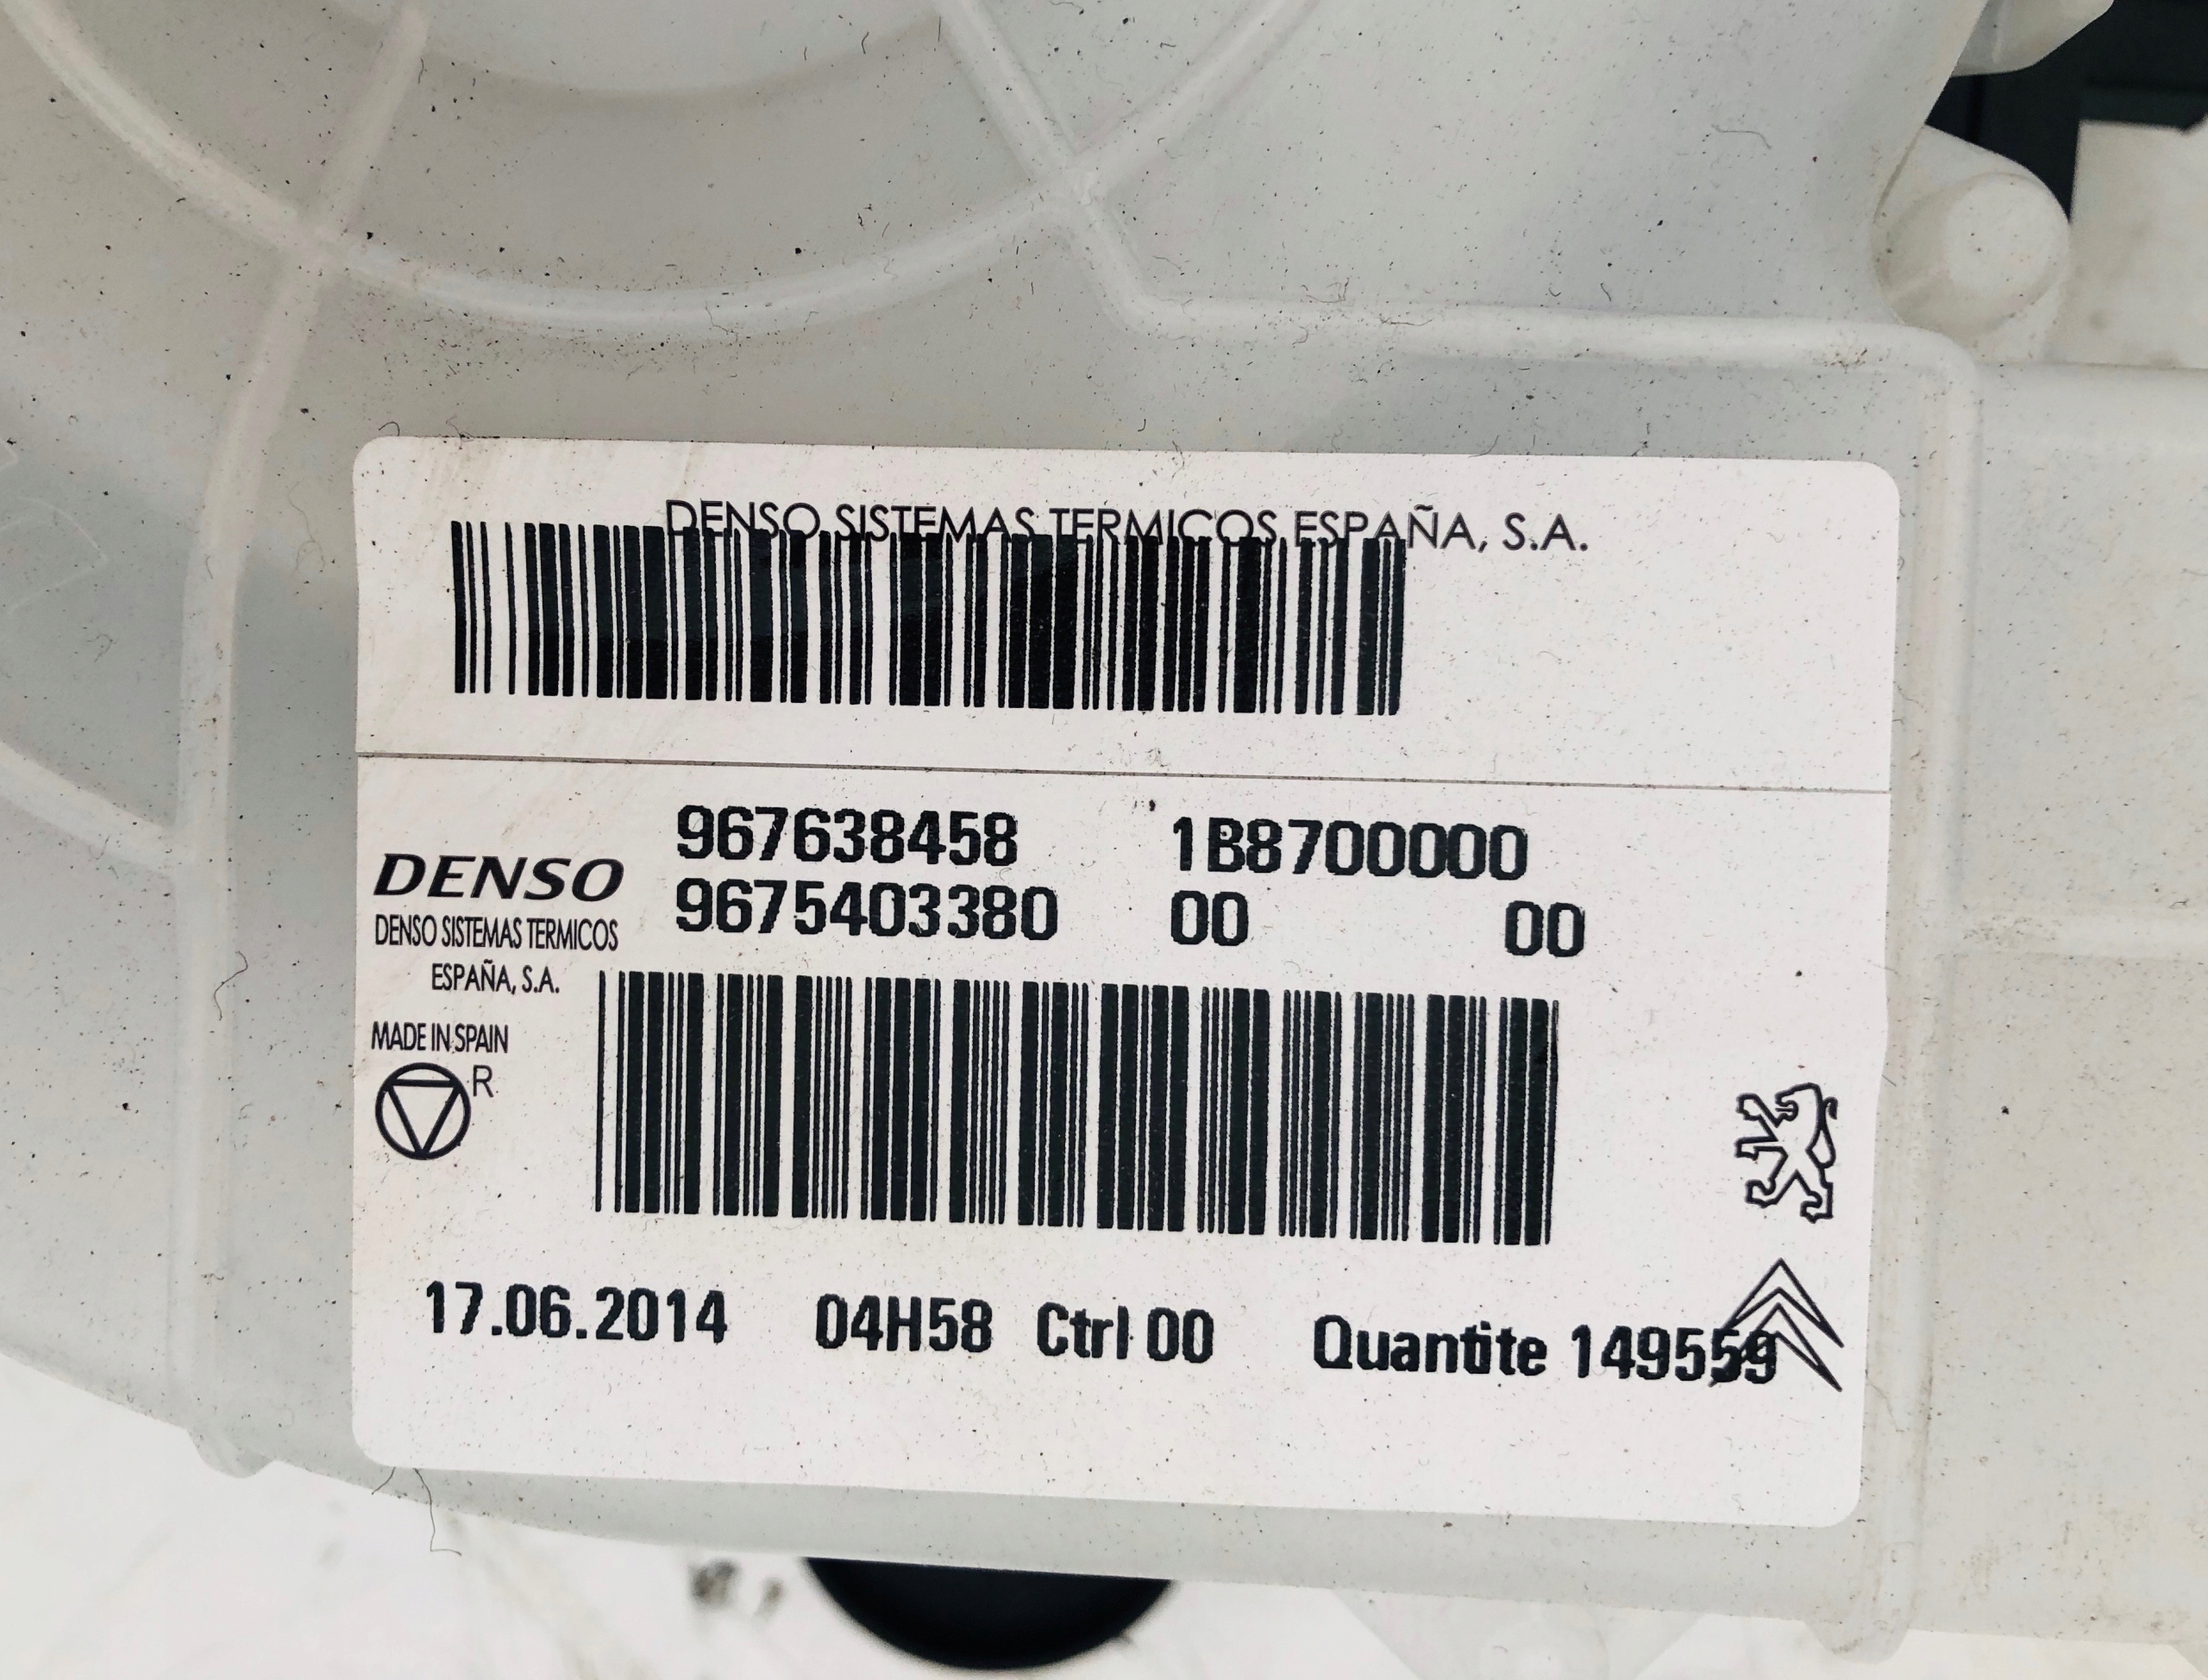 DENSO SISTEMAS TERMICOS ESPAÑA, S.A.
967638458 1B8700000
9675403380 00 00
DENSO
DENSO SISTEMAS TERMICOS
ESPAÑA, S.A.
MADE IN SPAIN
R
17.06.2014 04H58 Ctrl 00 Quantite 149559